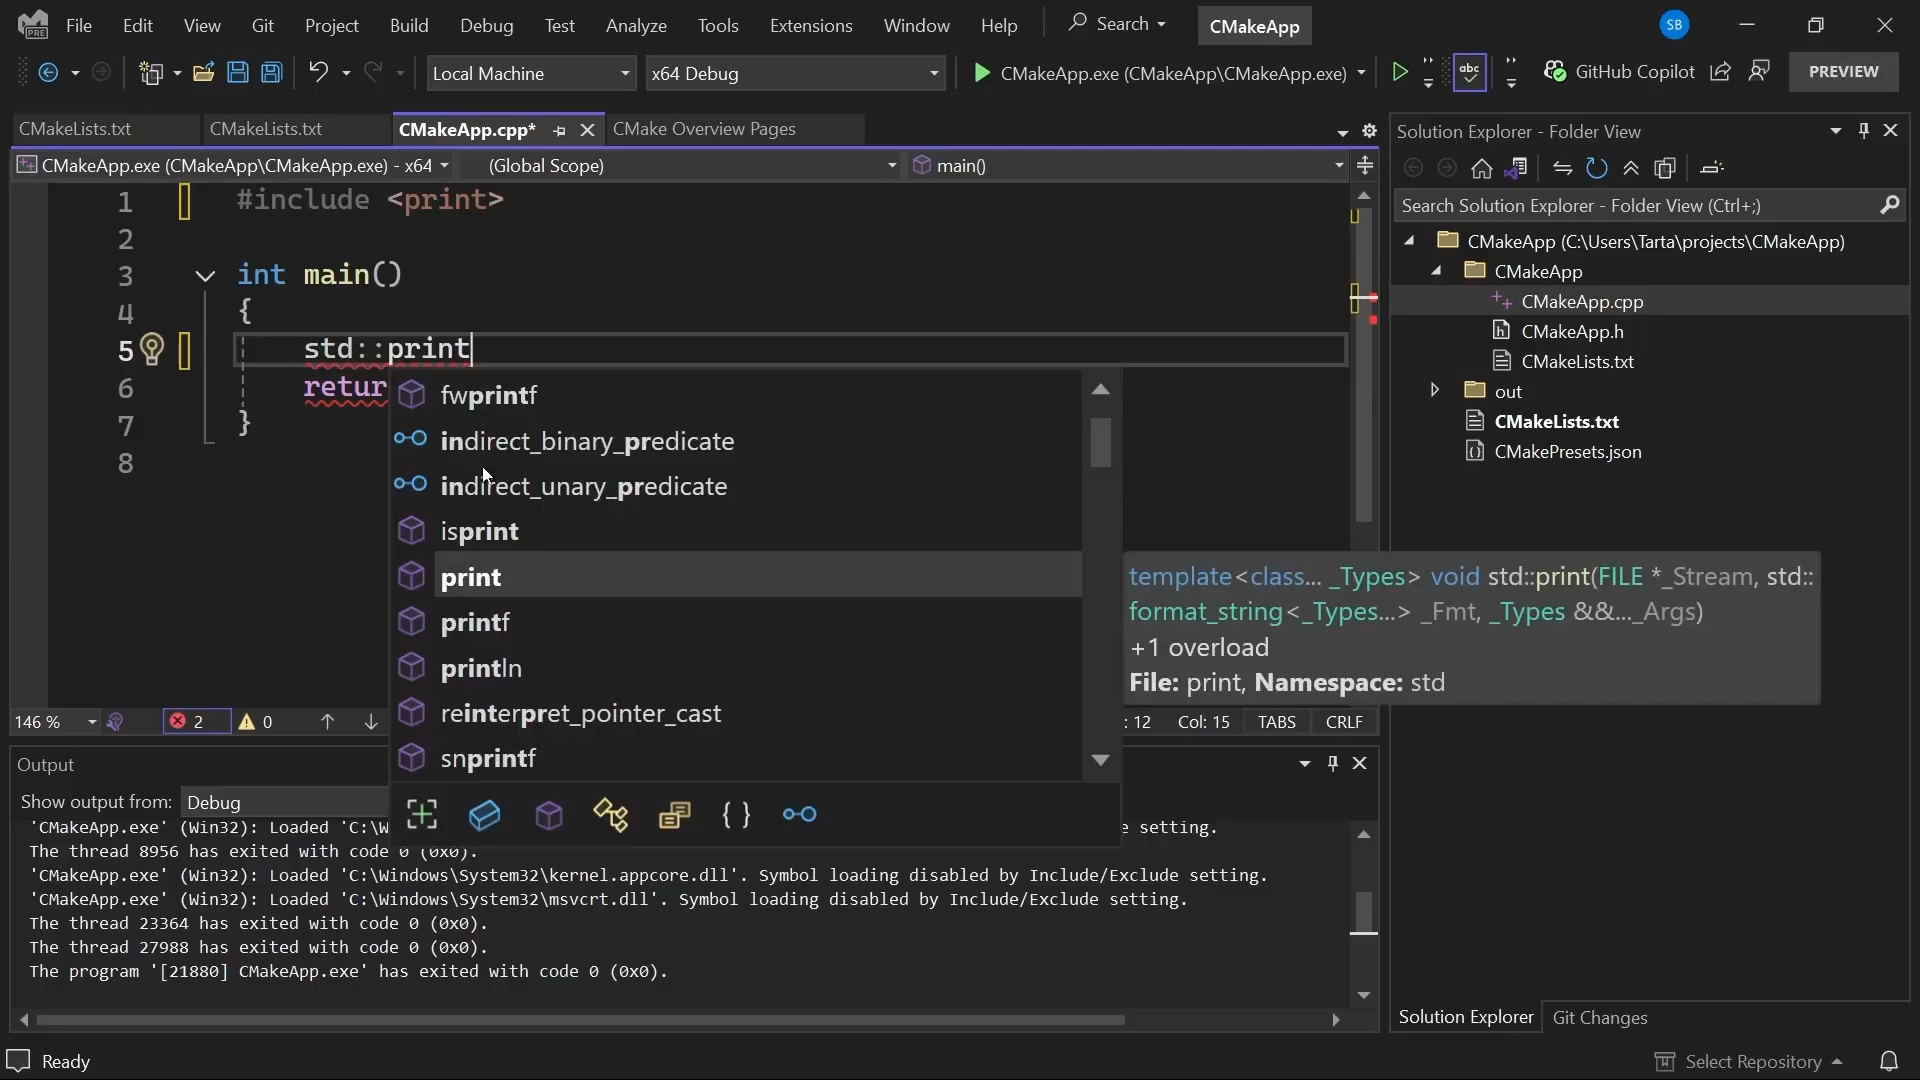 PRE File Edit View Git Project Build Debug Test Analyze Tools Extensions Window Help Search CMakeApp SB
Local Machine x64 Debug CMakeApp.exe (CMakeApp\CMakeApp.exe) abc GitHub Copilot PREVIEW
CMakeLists.txt CMakeLists.txt CMakeApp.cpp* CMake Overview Pages
CMakeApp.exe (CMakeApp\CMakeApp.exe) - x64 (Global Scope) main()
1 #include <print>
2
3 int main()
4 {
5 std::print
6 retur
7 }
8
fwprintf
indirect_binary_predicate
indirect_unary_predicate
isprint
print
printf
println
reinterpret_pointer_cast
snprintf
{ }
template<class... _Types> void std::print(FILE *_Stream, std::
format_string<_Types...> _Fmt, _Types &&..._Args)
+1 overload
File: print, Namespace: std
146 % 2 0 : 12 Col: 15 TABS CRLF
Output
Show output from: Debug
'CMakeApp.exe' (Win32): Loaded 'C:\W e setting.
The thread 8956 has exited with code 0 (0x0).
'CMakeApp.exe' (Win32): Loaded 'C:\Windows\System32\kernel.appcore.dll'. Symbol loading disabled by Include/Exclude setting.
'CMakeApp.exe' (Win32): Loaded 'C:\Windows\System32\msvcrt.dll'. Symbol loading disabled by Include/Exclude setting.
The thread 23364 has exited with code 0 (0x0).
The thread 27988 has exited with code 0 (0x0).
The program '[21880] CMakeApp.exe' has exited with code 0 (0x0).
Solution Explorer - Folder View
Search Solution Explorer - Folder View (Ctrl+;)
CMakeApp (C:\Users\Tarta\projects\CMakeApp)
CMakeApp
CMakeApp.cpp
CMakeApp.h
CMakeLists.txt
out
CMakeLists.txt
CMakePresets.json
Solution Explorer Git Changes
Ready Select Repository